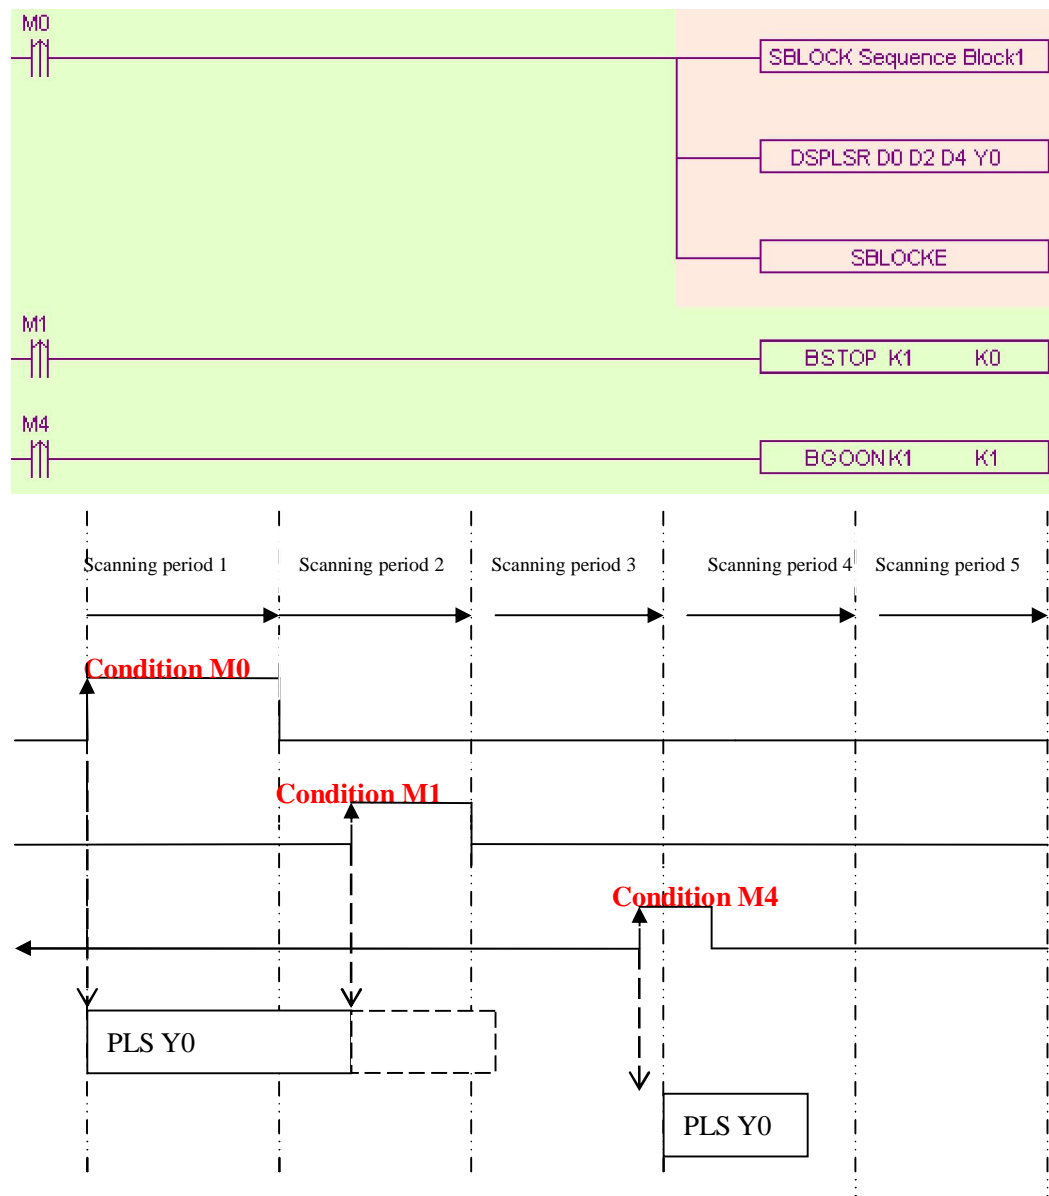 M0
SBLOCK Sequence Block1
DSPLSR D0 D2 D4 Y0
SBLOCKE
M1
BSTOP K1 K0
M4
BGOONK1 K1
Scanning period 1 Scanning period 2 Scanning period 3 Scanning period 4 Scanning period 5
Condition M0
Condition M1
Condition M4
PLS Y0
PLS Y0